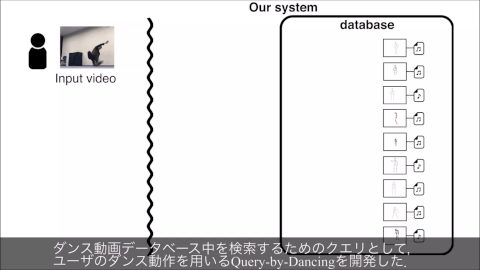 Our system
database
Input video
ダンス動画データベース中を検索するためのクエリとして,
ユーザのダンス動作を用いるQuery-by-Dancingを開発した.